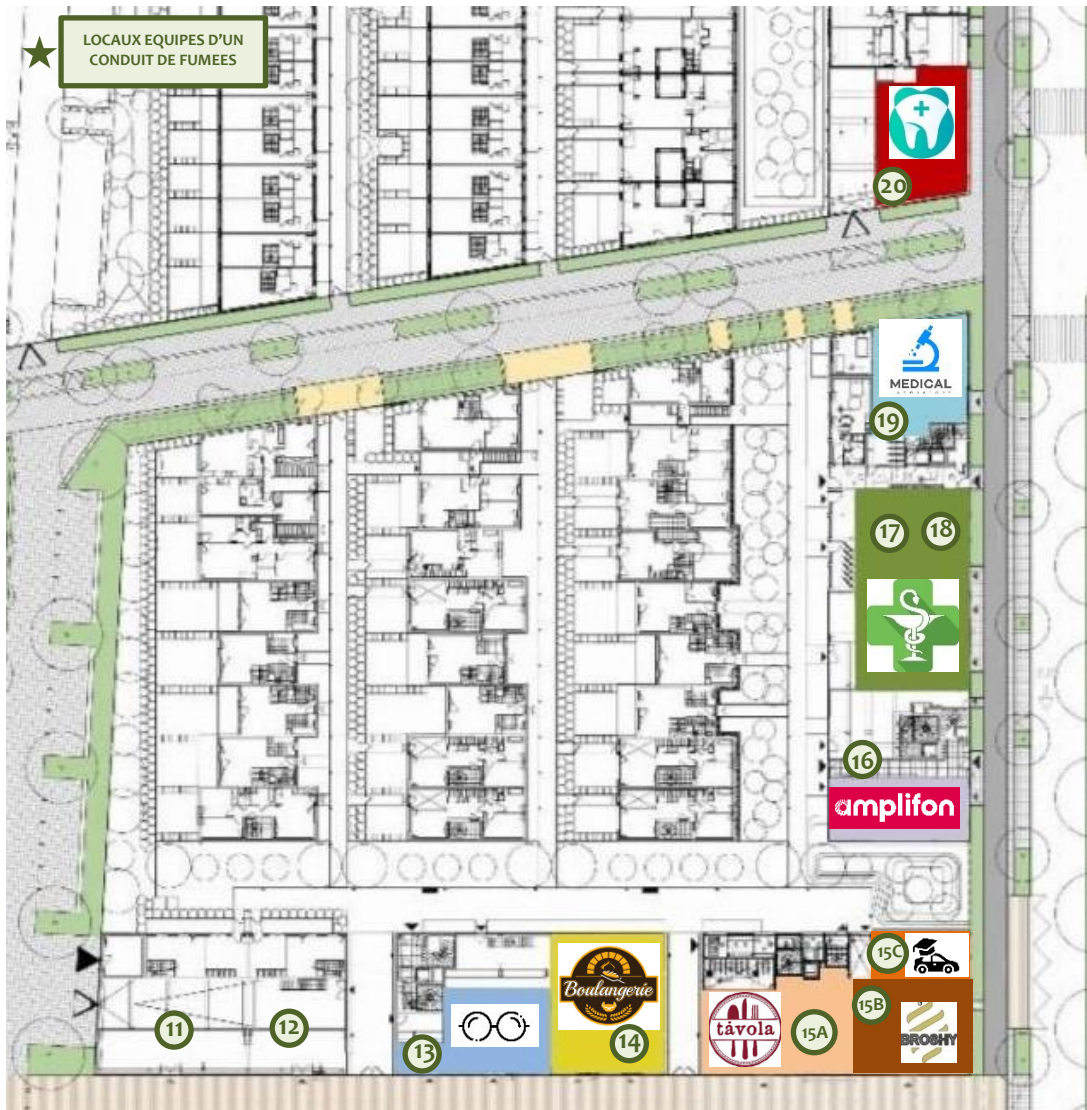 LOCAUX EQUIPES D'UN
CONDUIT DE FUMEES
20
MEDICAL
19
17
18
16
amplifon
15C
Boulangerie
távola
15A
15B
BROSHY
11
12
13
14